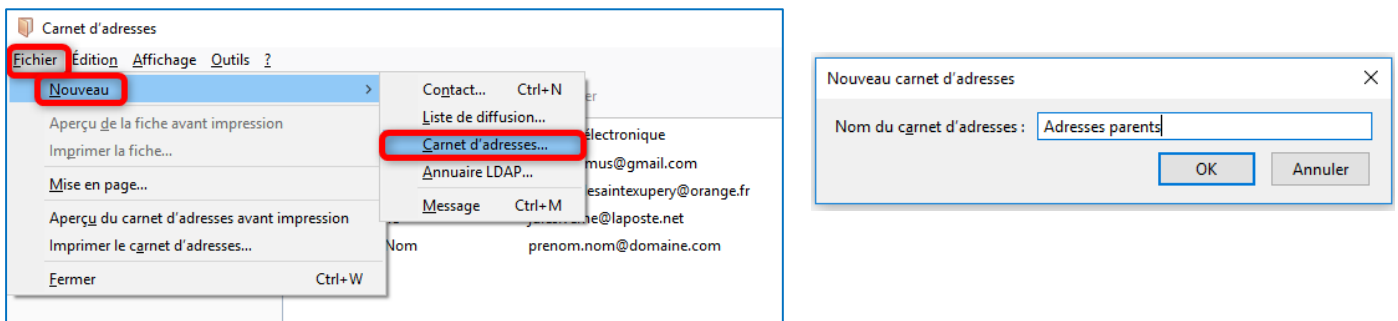 Carnet d'adresses
Fichier Édition Affichage Outils ?
Nouveau >
Aperçu de la fiche avant impression
Imprimer la fiche...
Mise en page...
Aperçu du carnet d'adresses avant impression
Imprimer le carnet d'adresses...
Fermer Ctrl+W
Contact... Ctrl+N
Liste de diffusion...
Carnet d'adresses...
Annuaire LDAP...
Message Ctrl+M
mus@gmail.com
esaintexupery@orange.fr
ne@laposte.net
Nom prenom.nom@domaine.com
Nouveau carnet d'adresses
Nom du carnet d'adresses : Adresses parents
OK Annuler